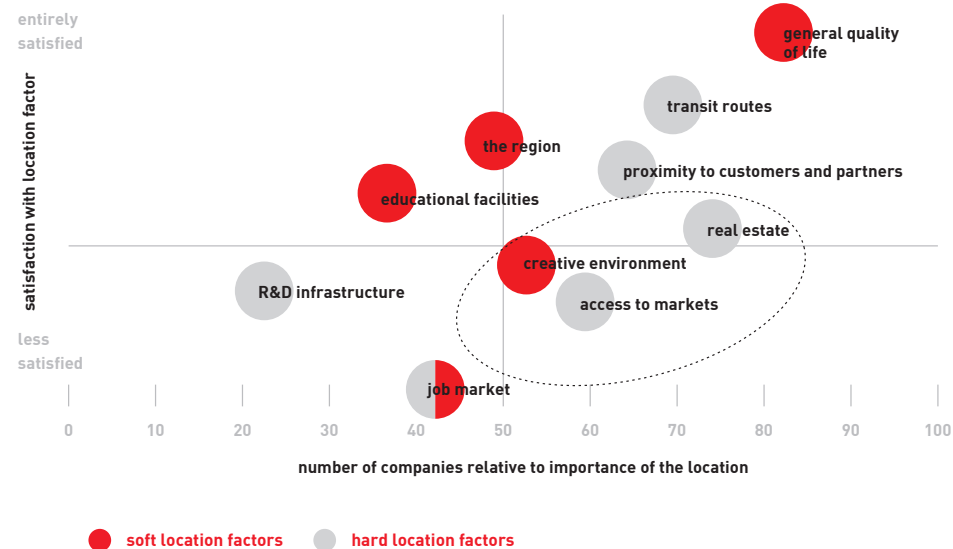 entirely
satisfied
general quality
of life
satisfaction with location factor
transit routes
the region
proximity to customers and partners
educational facilities
real estate
creative environment
R&D infrastructure
access to markets
less
satisfied
job market
0 10 20 30 40 50 60 70 80 90 100
number of companies relative to importance of the location
soft location factors hard location factors